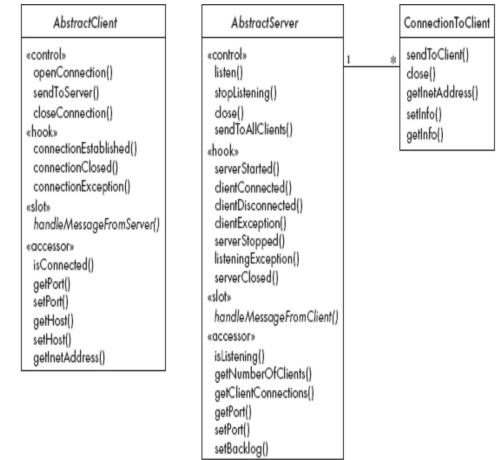 AbstractClient
«control»
openConnection()
sendToServer()
closeConnection()
«hook»
connectionEstablished()
connectionClosed()
connectionException()
«slot»
handleMessageFromServer()
«accessor»
isConnected()
getPort()
setPort()
getHost()
setHost()
getInetAddress()
AbstractServer
«control»
listen()
stopListening()
close()
sendToAllClients()
«hook»
serverStarted()
clientConnected()
clientDisconnected()
clientException()
serverStopped()
listeningException()
serverClosed()
«slot»
handleMessageFromClient()
«accessor»
isListening()
getNumberOfClients()
getClientConnections()
getPort()
setPort()
setBacklog()
1 *
ConnectionToClient
sendToClient()
close()
getInetAddress()
setInfo()
getInfo()